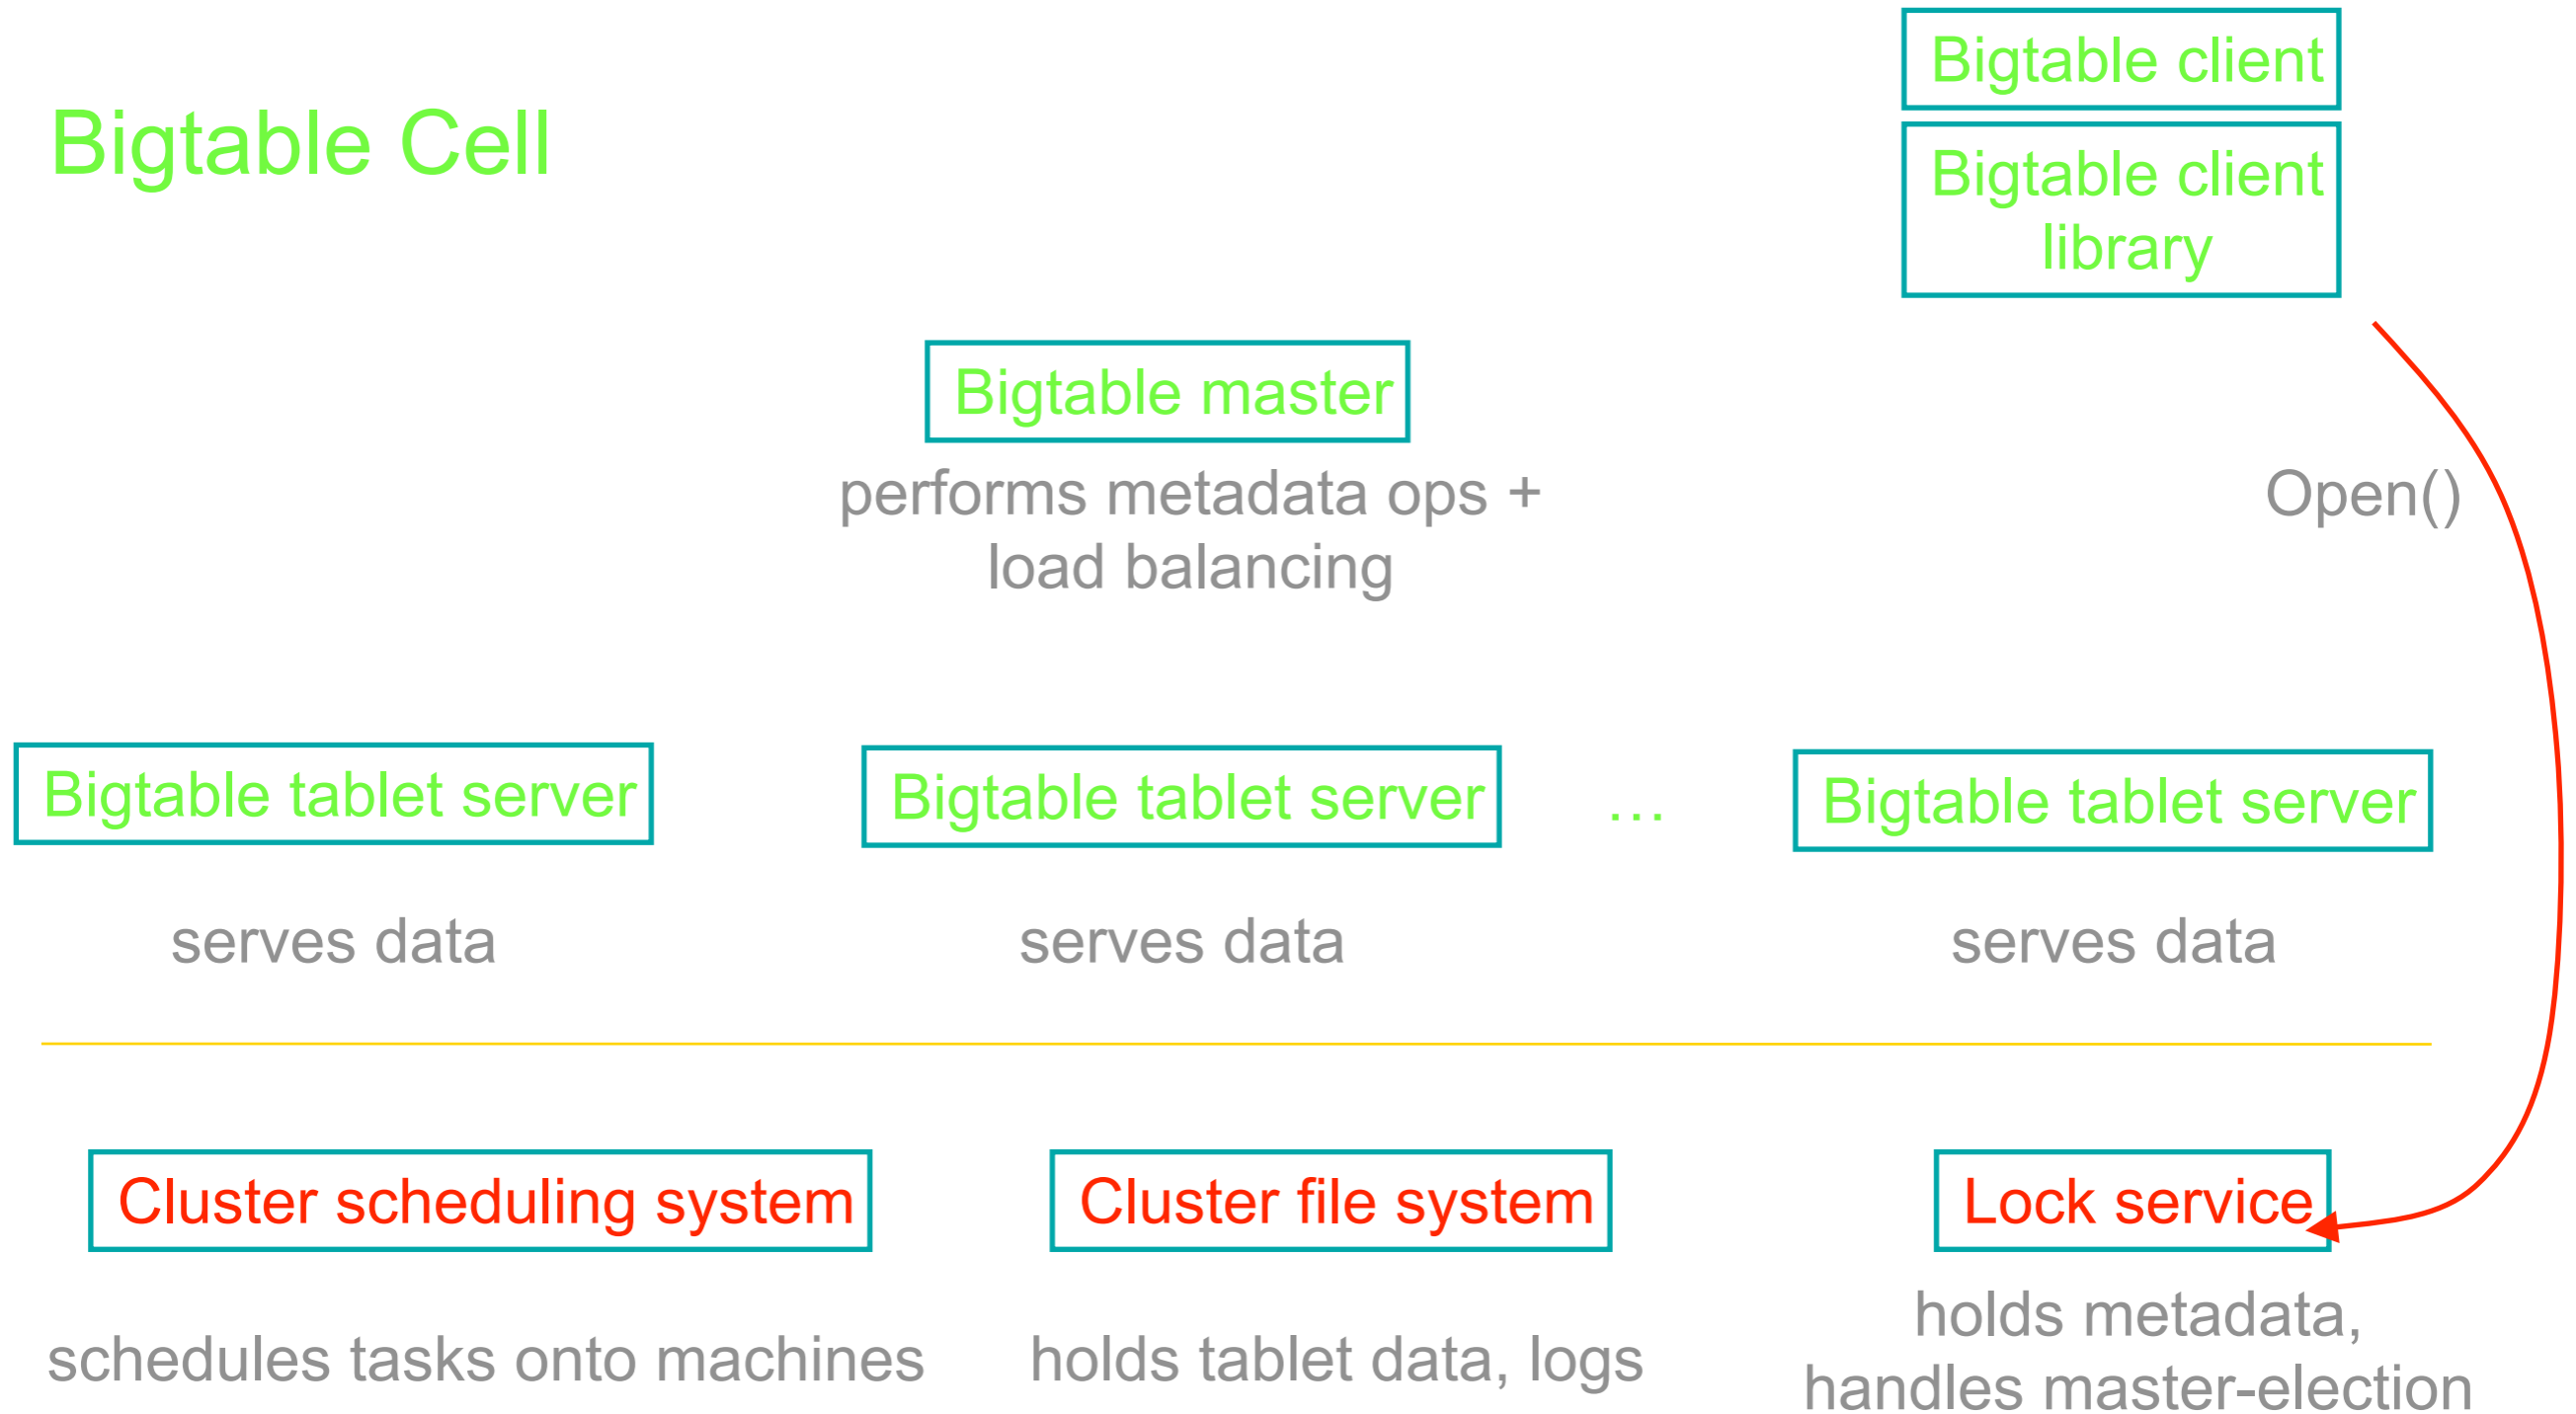 Bigtable Cell
Bigtable client
Bigtable client
library
Bigtable master
performs metadata ops +
load balancing
Open()
Bigtable tablet server
Bigtable tablet server
…
Bigtable tablet server
serves data
serves data
serves data
Cluster scheduling system
Cluster file system
Lock service
schedules tasks onto machines
holds tablet data, logs
holds metadata,
handles master-election